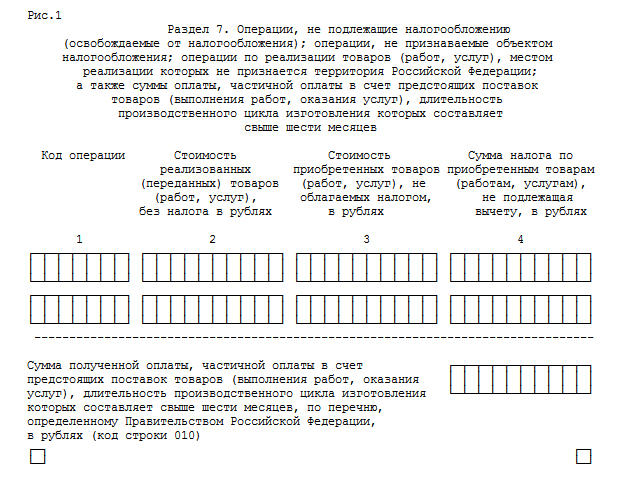 Рис.1
Раздел 7. Операции, не подлежащие налогообложению
(освобождаемые от налогообложения); операции, не признаваемые объектом
налогообложения; операции по реализации товаров (работ, услуг), местом
реализации которых не признается территория Российской Федерации;
а также суммы оплаты, частичной оплаты в счет предстоящих поставок
товаров (выполнения работ, оказания услуг), длительность
производственного цикла изготовления которых составляет
свыше шести месяцев
Код операции Стоимость Стоимость Сумма налога по
реализованных приобретенных товаров приобретенным товарам
(переданных) товаров (работ, услуг), не (работам, услугам),
(работ, услуг), облагаемых налогом, не подлежащая
без налога в рублях в рублях вычету, в рублях
1 2 3 4
Сумма полученной оплаты, частичной оплаты в счет
предстоящих поставок товаров (выполнения работ, оказания
услуг), длительность производственного цикла изготовления
которых составляет свыше шести месяцев, по перечню,
определенному Правительством Российской Федерации,
в рублях (код строки 010)